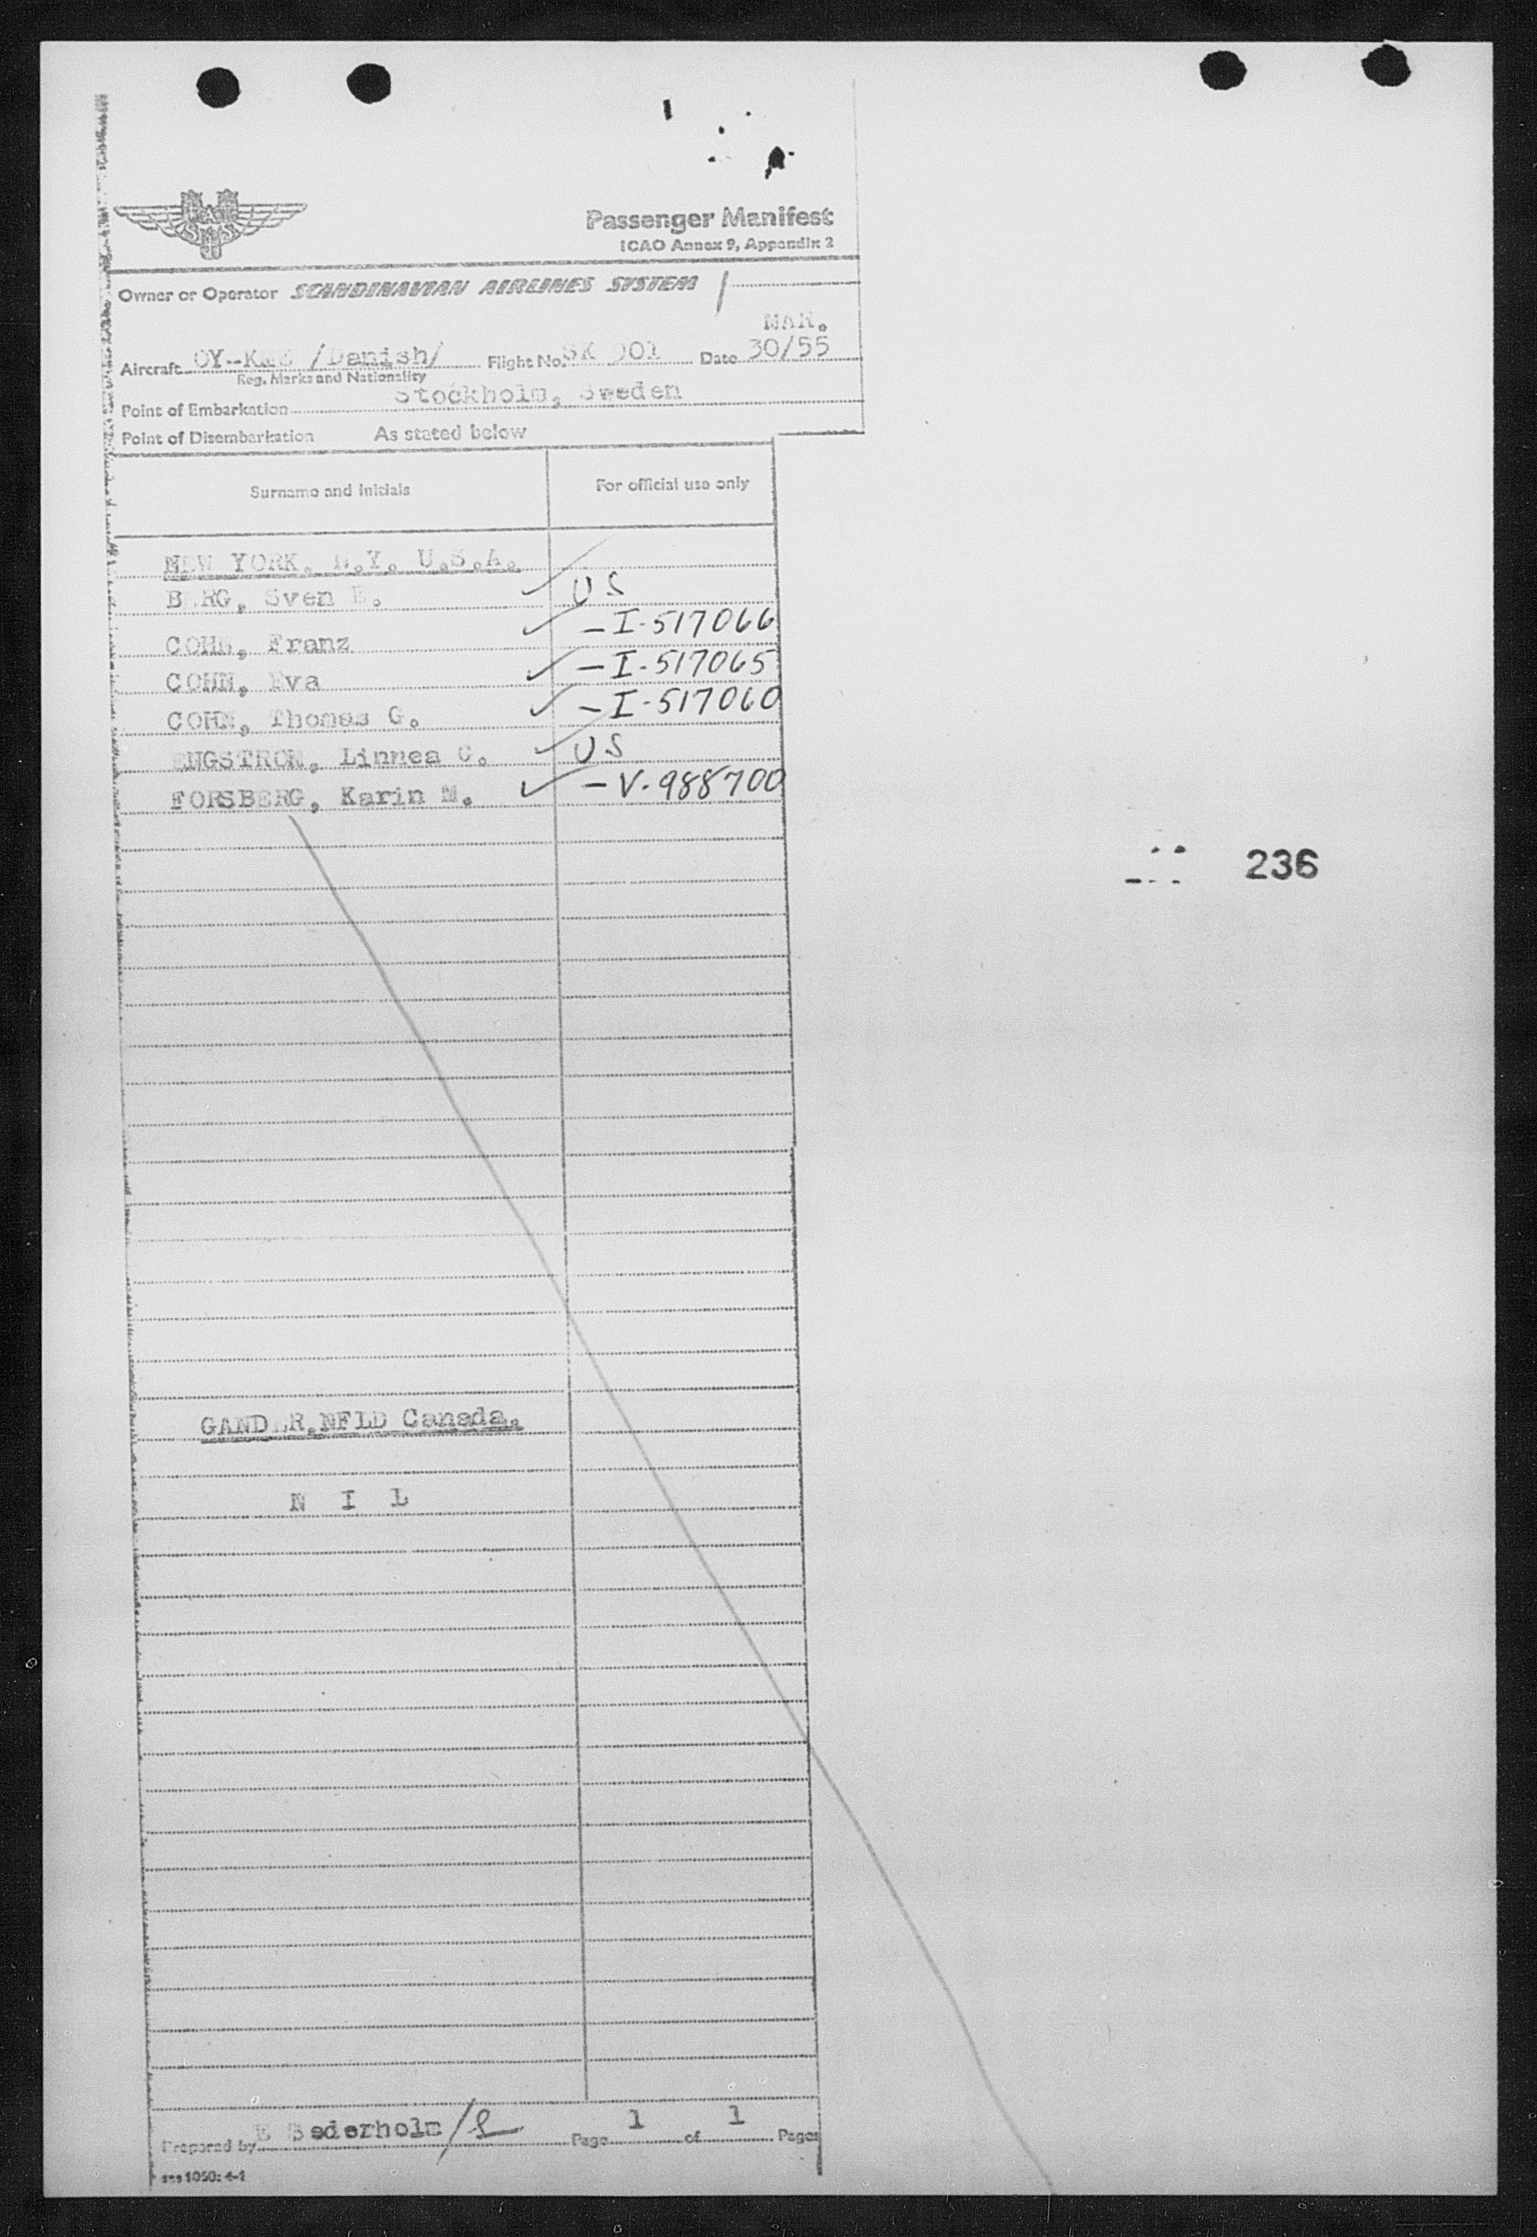 Passenger Manifest
ICAO Annex 9, Appendix 2
Owner or Operator SCANDINAVIAN AIRLINES SYSTEM
MAR.
Aircraft /Danish/ Flight No. SK 901 Date 30/55
Reg. Marks and Nationality
Point of Embarkation Stockholm, Sweden
Point of Disembarkation As stated below
Surname and initials For official use only
NEW YORK. N.Y. U.S.A.
BERG, Sven E. US
COHN, Franz - I-517066
COHN, Eva - I-517065
COHN, Thomas G. - I-517060
ENGSTROM, Linnea C. US
FORSBERG, Karin M. - V-988700
236
GANDER, NFLD Canada.
N I L
Prepared by Page 1 of 1 Pages
sas 1050: 4-1